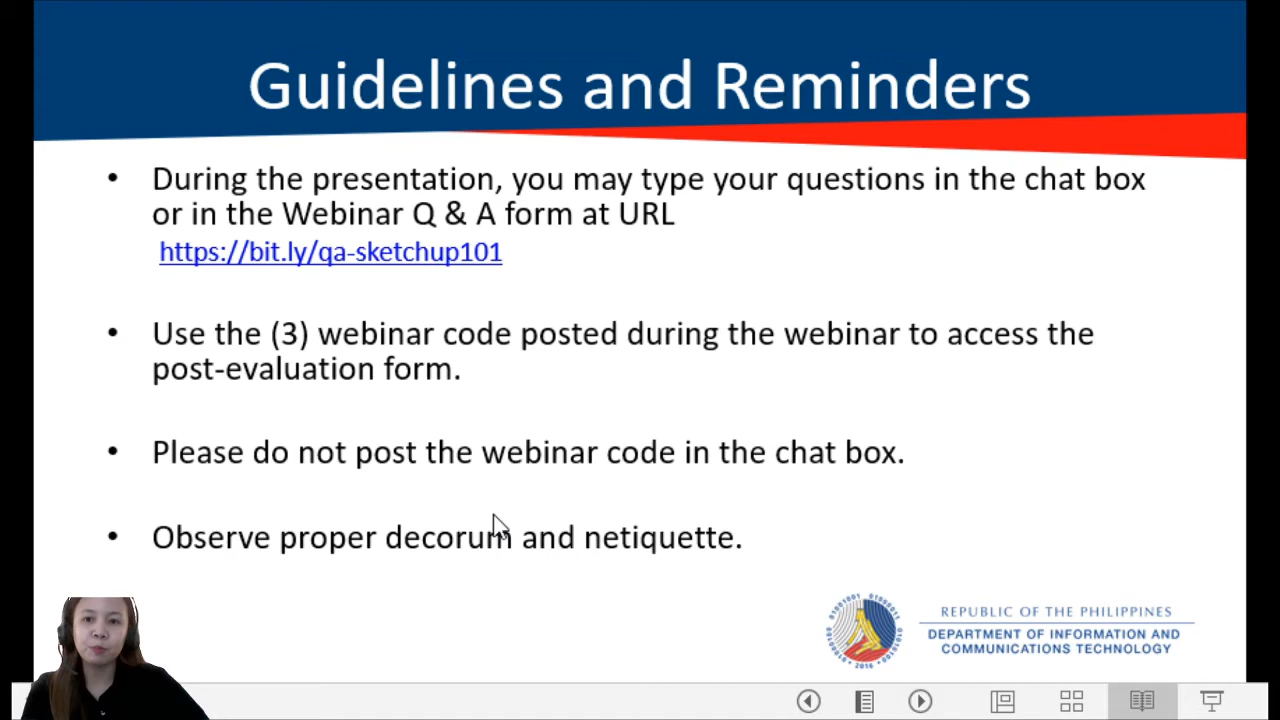 Guidelines and Reminders
• During the presentation, you may type your questions in the chat box
or in the Webinar Q & A form at URL
https://bit.ly/qa-sketchup101
• Use the (3) webinar code posted during the webinar to access the
post-evaluation form.
• Please do not post the webinar code in the chat box.
• Observe proper decorum and netiquette.
REPUBLIC OF THE PHILIPPINES
DEPARTMENT OF INFORMATION AND
COMMUNICATIONS TECHNOLOGY
2016